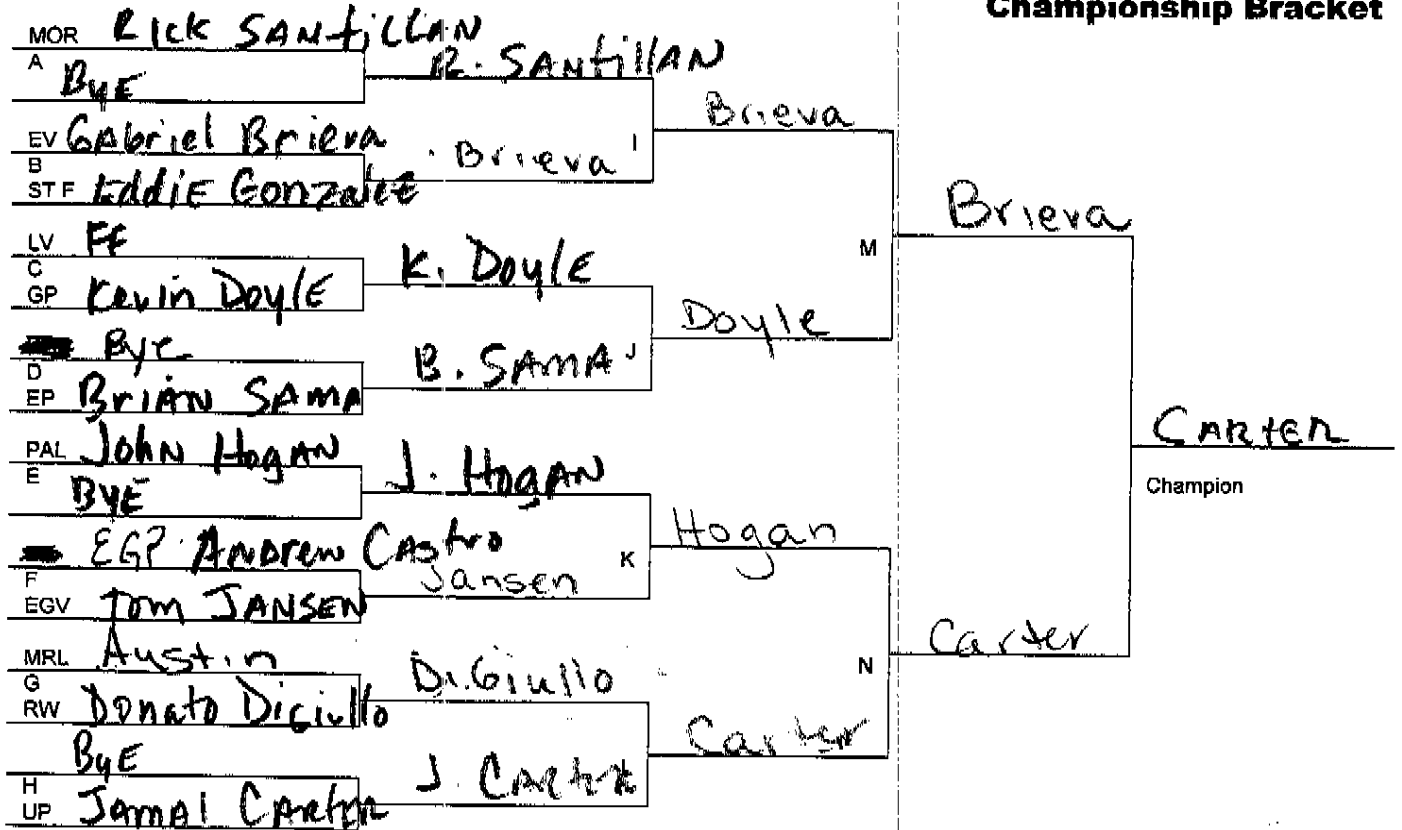 Championship Bracket
MOR Rick SANtiLLAN
A
ByE
R. SANtillAN
EV GAbriel Brieva
B
ST F EddiE GonzalEz
Brieva
I
Brieva
LV FF
C
GP Kevin DoylE
K. DoylE
Bye
D
EP BriAN SAMA
B. SAMA
J
Doyle
M
Brieva
PAL JohN HogAN
E
BYE
J. HogAN
EGP ANDrew CAstro
F
EGV Tom JANSEN
Jansen
K
Hogan
MRL Austin
G
RW Donato Digiullo
DiGiullo
ByE
H
UP JAmAl CArtER
J. CArtER
Carter
N
Carter
CARtER
Champion